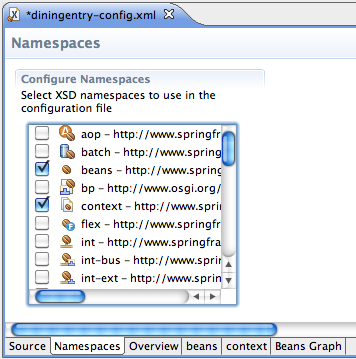 *diningentry-config.xml
Namespaces
Configure Namespaces
Select XSD namespaces to use in the
configuration file
aop – http://www.springfr
batch – http://www.spring
beans – http://www.spring
bp – http://www.osgi.org/
context – http://www.sprin
flex – http://www.springfr
int – http://www.springfra
int-bus – http://www.sprin
int-ext – http://www.sprin
Source Namespaces Overview beans context Beans Graph